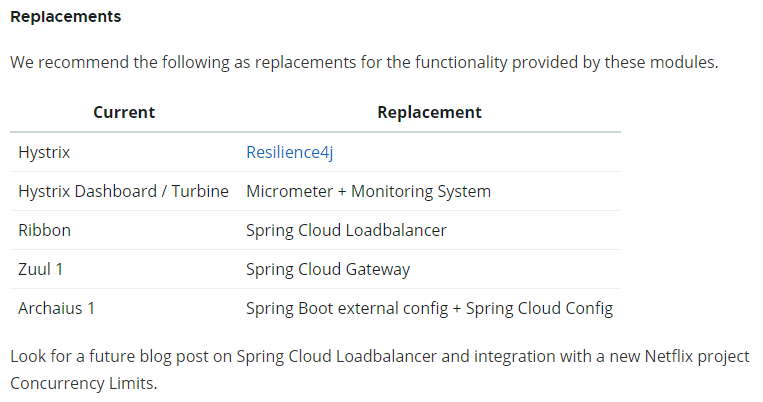 Replacements
We recommend the following as replacements for the functionality provided by these modules.
Current Replacement
Hystrix Resilience4j
Hystrix Dashboard / Turbine Micrometer + Monitoring System
Ribbon Spring Cloud Loadbalancer
Zuul 1 Spring Cloud Gateway
Archaius 1 Spring Boot external config + Spring Cloud Config
Look for a future blog post on Spring Cloud Loadbalancer and integration with a new Netflix project
Concurrency Limits.